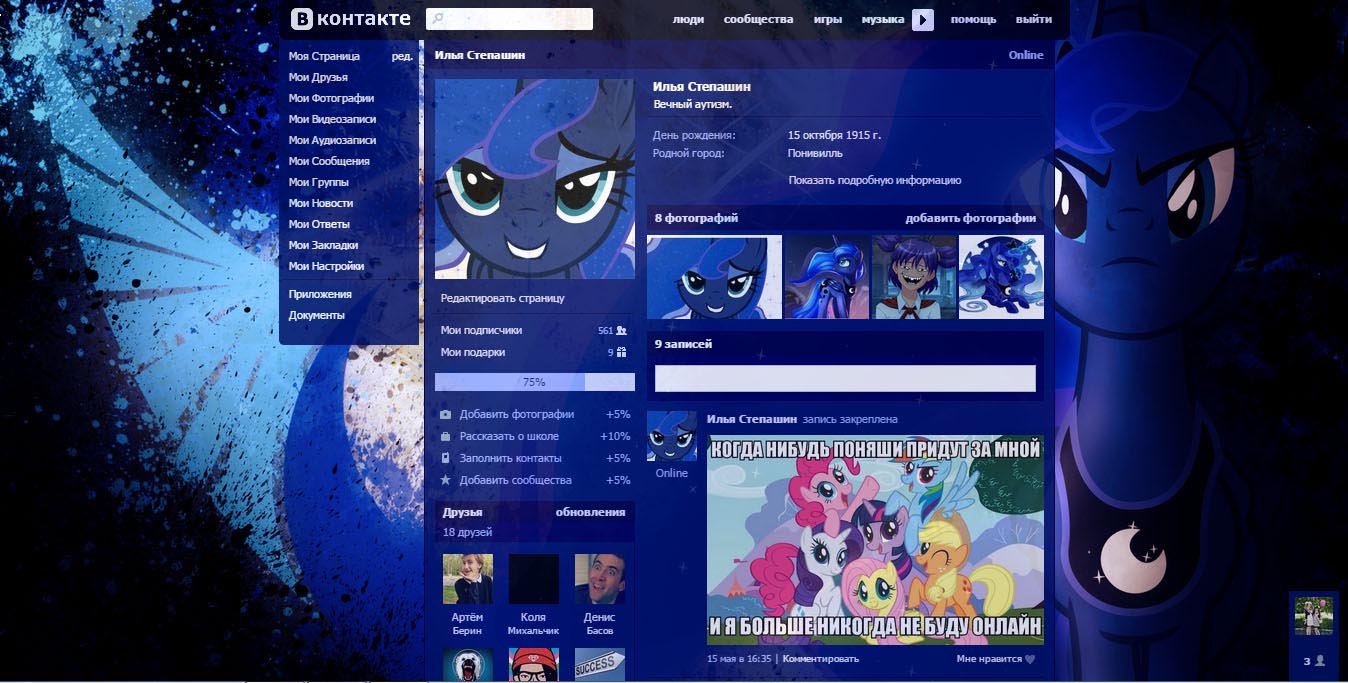 В контакте
люди сообщества игры музыка помощь выйти
Моя Страница ред.
Мои Друзья
Мои Фотографии
Мои Видеозаписи
Мои Аудиозаписи
Мои Сообщения
Мои Группы
Мои Новости
Мои Ответы
Мои Закладки
Мои Настройки
Приложения
Документы
Илья Степашин Online
Редактировать страницу
Мои подписчики 561
Мои подарки 9
75%
Добавить фотографии +5%
Рассказать о школе +10%
Заполнить контакты +5%
Добавить сообщества +5%
Друзья обновления
18 друзей
Артём Берин
Коля Михальчик
Денис Басов
SUCCESS
Илья Степашин
Вечный аутизм.
День рождения: 15 октября 1915 г.
Родной город: Понивилль
Показать подробную информацию
8 фотографий добавить фотографии
9 записей
Илья Степашин запись закреплена
Online
КОГДА НИБУДЬ ПОНЯШИ ПРИДУТ ЗА МНОЙ
И Я БОЛЬШЕ НИКОГДА НЕ БУДУ ОНЛАЙН
15 мая в 16:35 | Комментировать Мне нравится
3